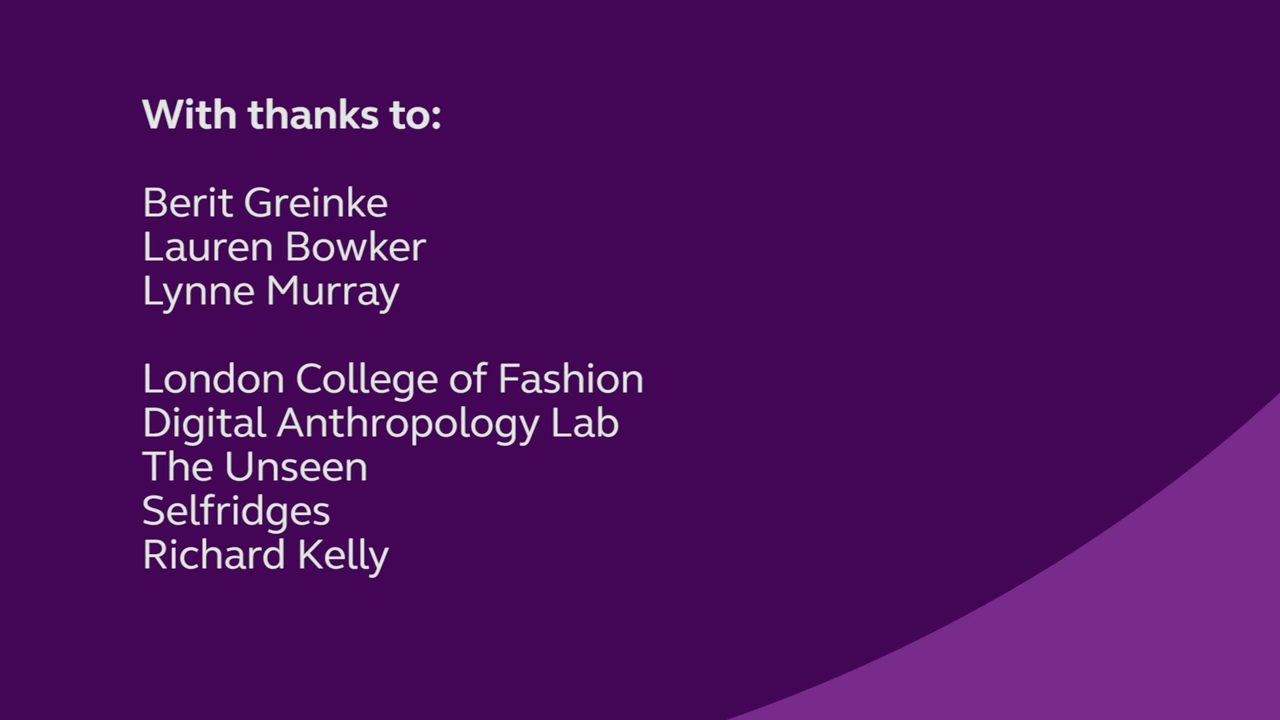 With thanks to:
Berit Greinke
Lauren Bowker
Lynne Murray
London College of Fashion
Digital Anthropology Lab
The Unseen
Selfridges
Richard Kelly